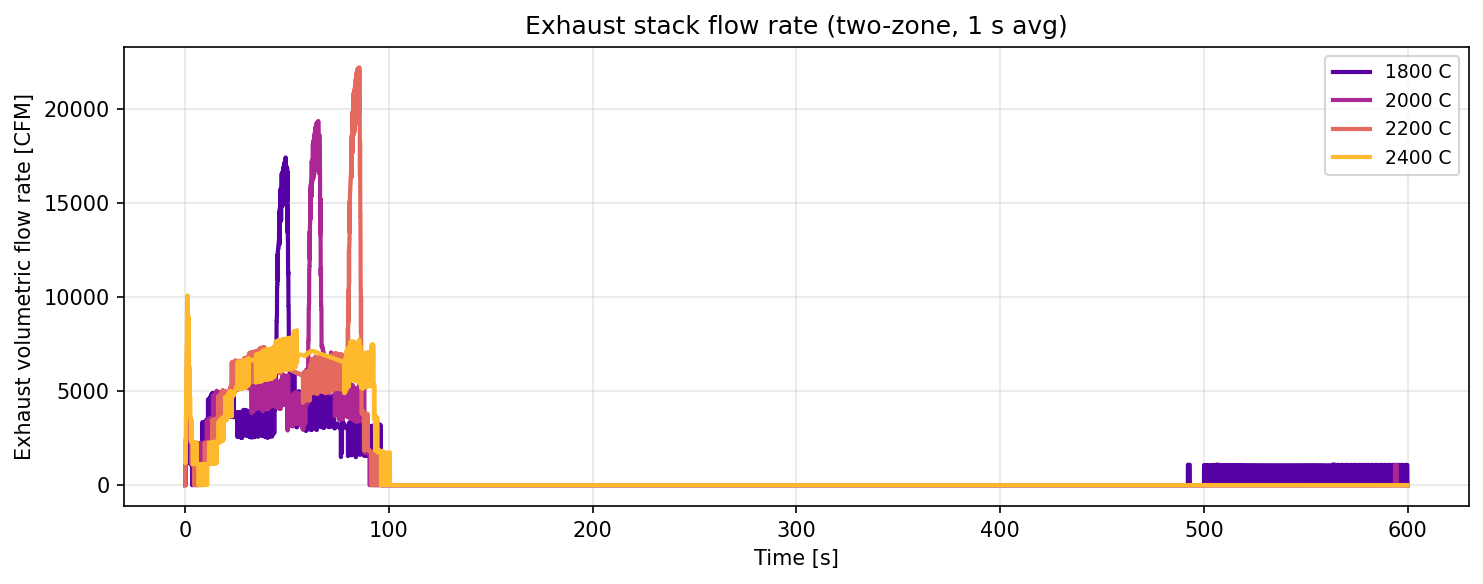 Exhaust stack flow rate (two-zone, 1 s avg)
Exhaust volumetric flow rate [CFM]
20000
15000
10000
5000
0
1800 C
2000 C
2200 C
2400 C
0 100 200 300 400 500 600
Time [s]